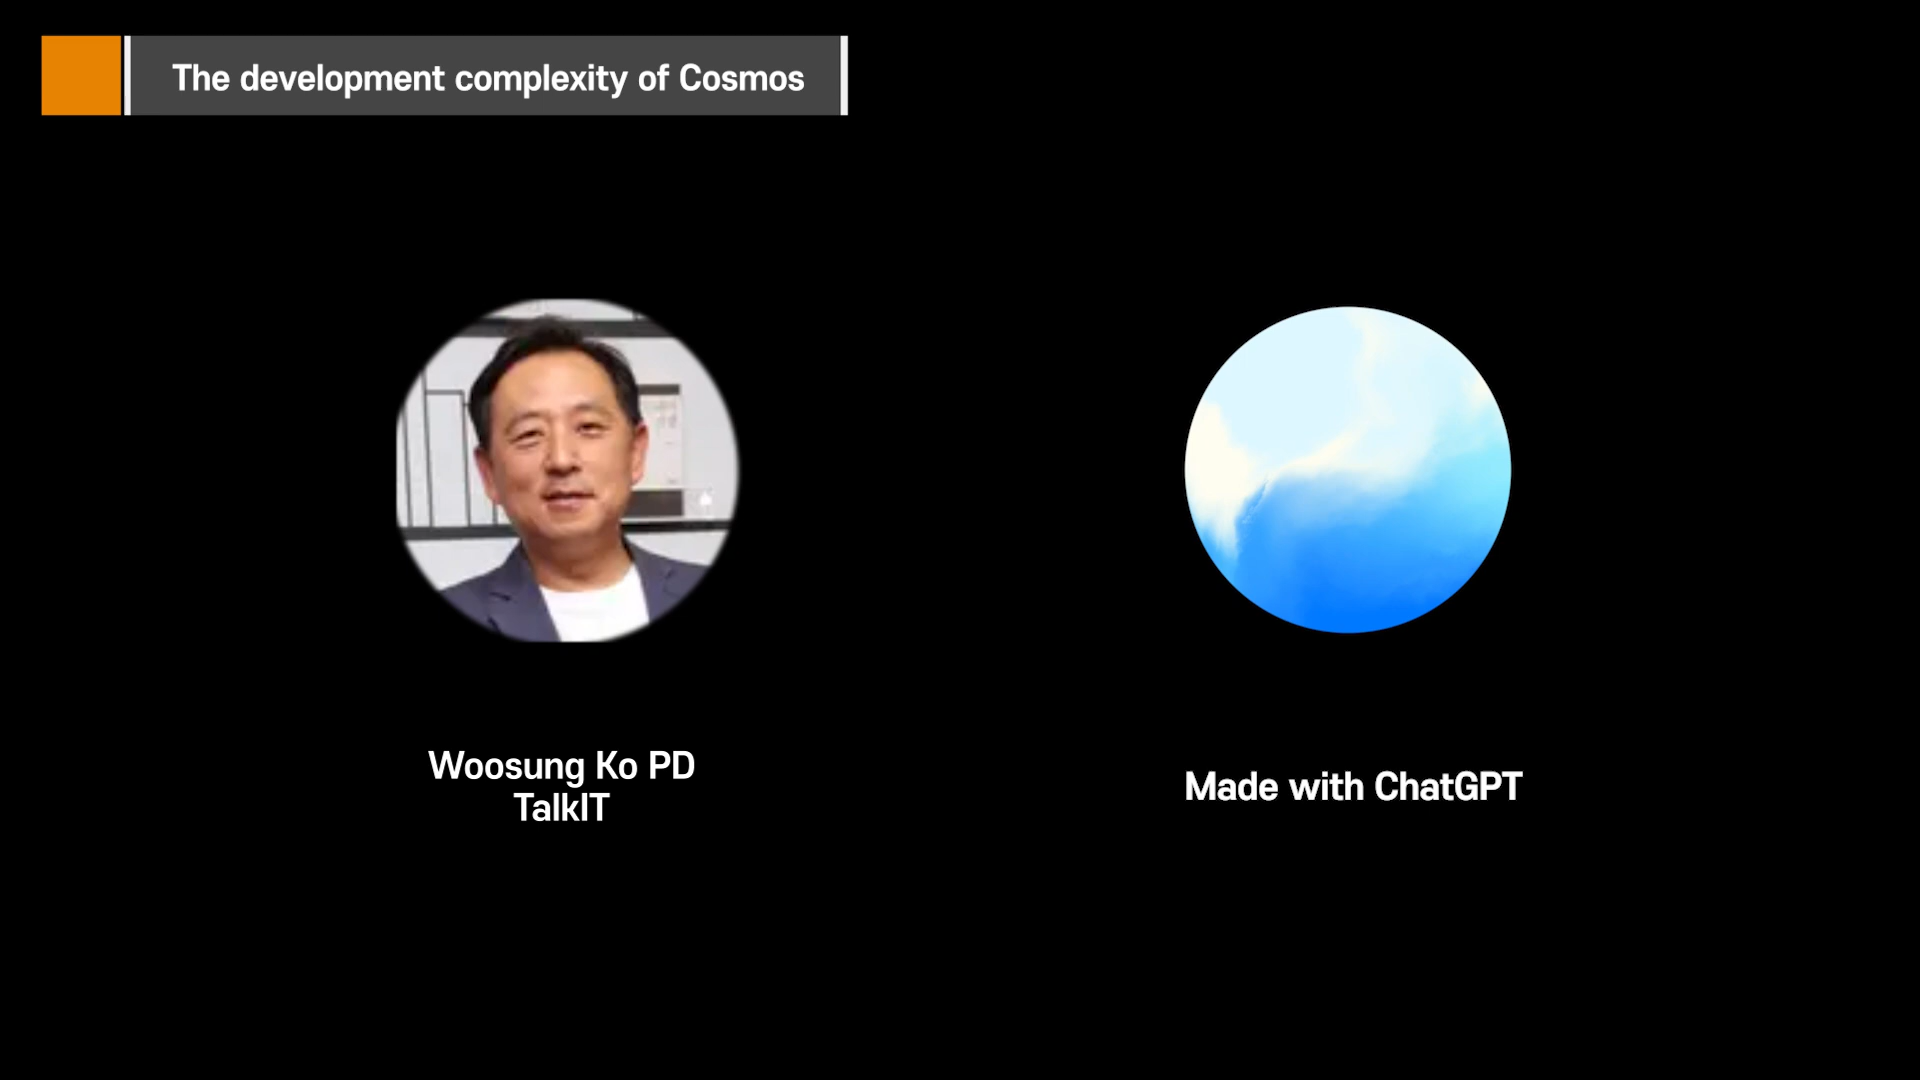 The development complexity of Cosmos
Woosung Ko PD
TalkIT
Made with ChatGPT